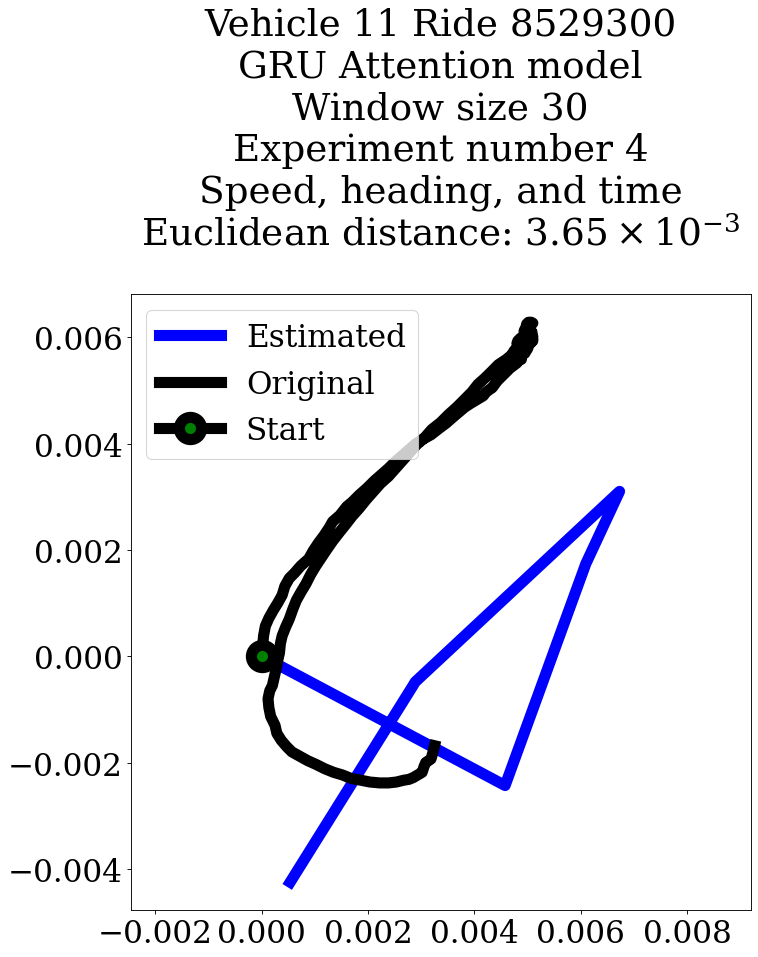 Vehicle 11 Ride 8529300
GRU Attention model
Window size 30
Experiment number 4
Speed, heading, and time
Euclidean distance: 3.65 × 10⁻³
Estimated
Original
Start
0.006
0.004
0.002
0.000
−0.002
−0.004
−0.002 0.000 0.002 0.004 0.006 0.008